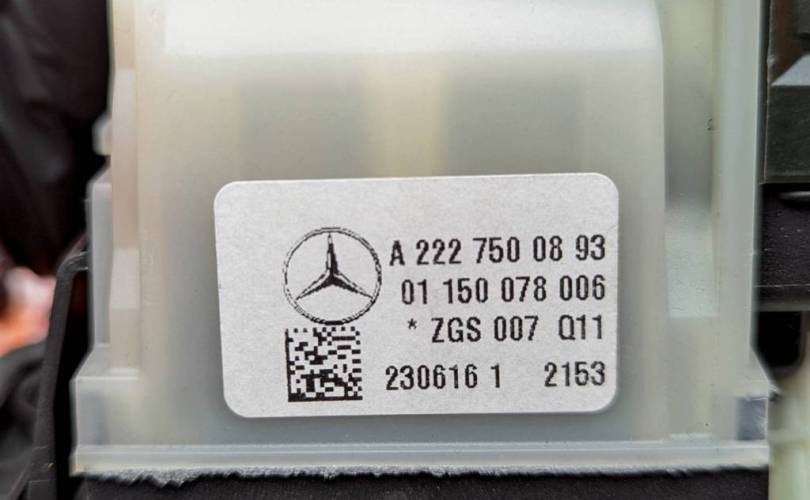 A 222 750 08 93
01 150 078 006
* ZGS 007 Q11
230616 1 2153